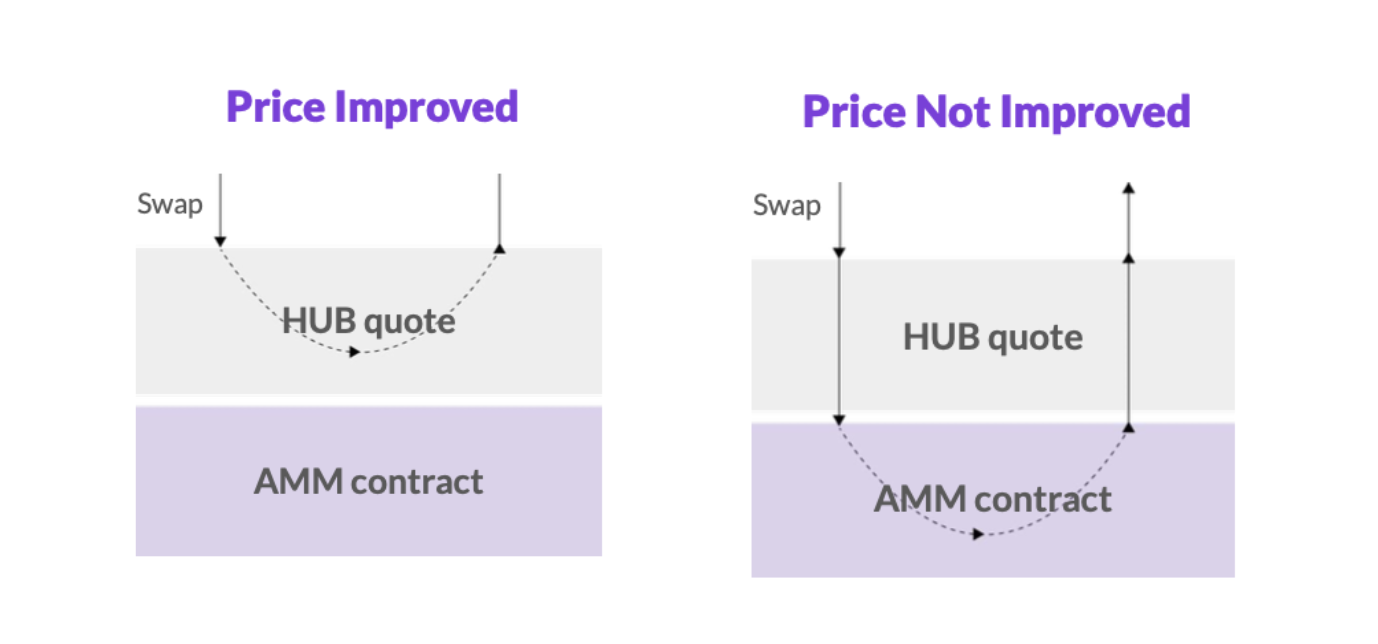 Price Improved
Swap
HUB quote
AMM contract
Price Not Improved
Swap
HUB quote
AMM contract